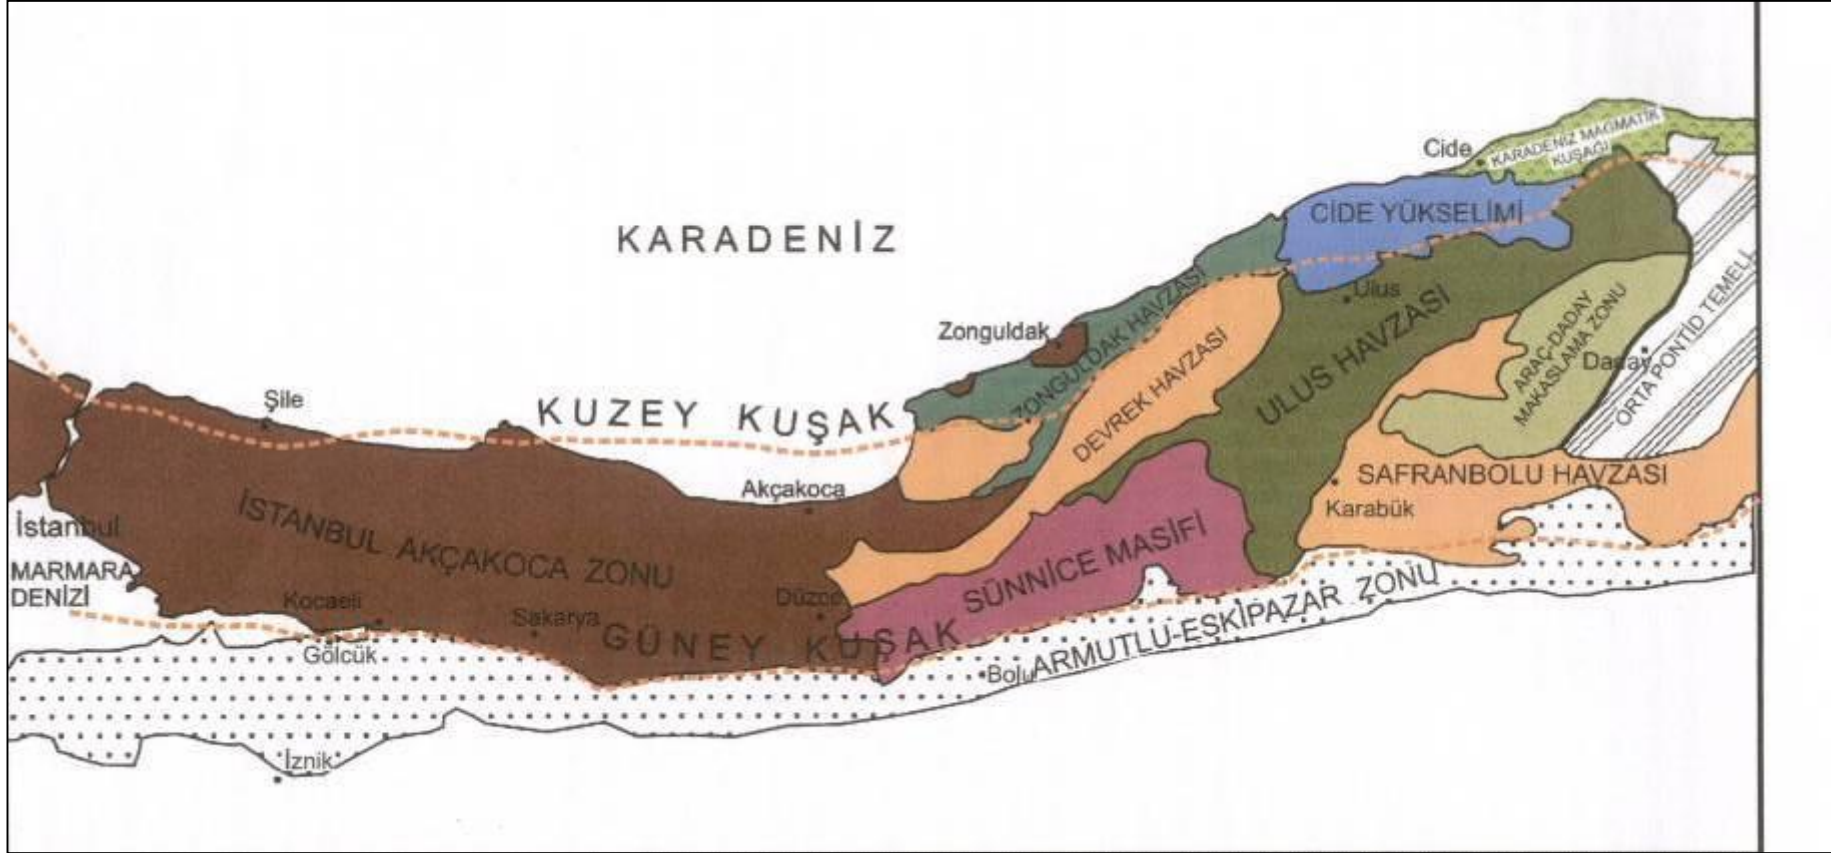 Cide
KARADENİZ MAGMATİK
KUŞAĞI
CİDE YÜKSELİMİ
KARADENİZ
Ulus
ZONGULDAK HAVZASI
Zonguldak
DEVREK HAVZASI
ULUS HAVZASI
ARAÇ-DADAY
MAKASLAMA ZONU
Daday
ORTA PONTİD TEMELİ
Şile
KUZEY KUŞAK
SAFRANBOLU HAVZASI
Karabük
Akçakoca
İstanbul
İSTANBUL AKÇAKOCA ZONU
MARMARA
DENİZİ
Kocaeli
Sakarya
Düzce
SÜNNİCE MASİFİ
GÜNEY KUŞAK
Gölcük
Bolu
ARMUTLU-ESKİPAZAR ZONU
İznik